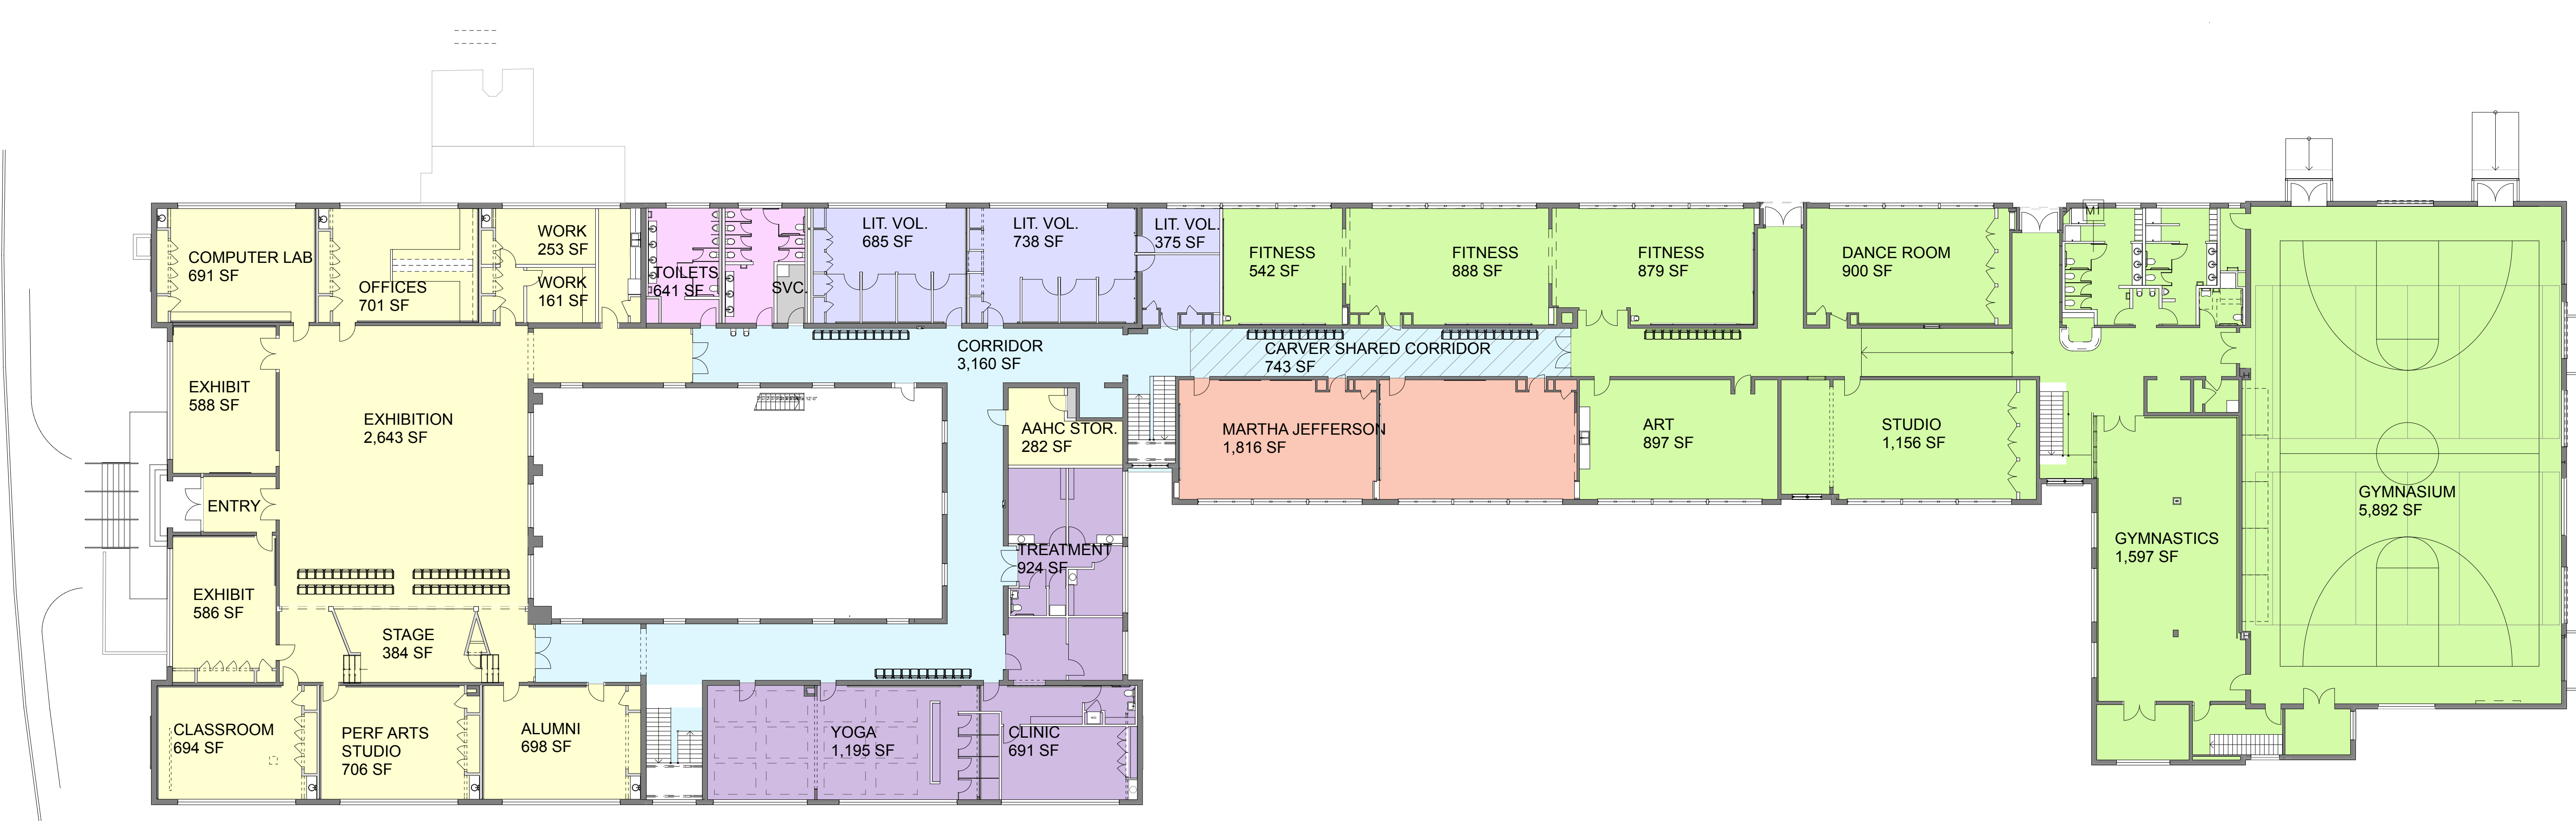 COMPUTER LAB
691 SF
OFFICES
701 SF
WORK
253 SF
WORK
161 SF
TOILETS
641 SF
SVC.
LIT. VOL.
685 SF
LIT. VOL.
738 SF
LIT. VOL.
375 SF
FITNESS
542 SF
FITNESS
888 SF
FITNESS
879 SF
DANCE ROOM
900 SF
MT
EXHIBIT
588 SF
EXHIBITION
2,643 SF
CORRIDOR
3,160 SF
CARVER SHARED CORRIDOR
743 SF
AAHC STOR.
282 SF
MARTHA JEFFERSON
1,816 SF
ART
897 SF
STUDIO
1,156 SF
ENTRY
GYMNASIUM
5,892 SF
GYMNASTICS
1,597 SF
TREATMENT
924 SF
EXHIBIT
586 SF
STAGE
384 SF
CLASSROOM
694 SF
PERF ARTS
STUDIO
706 SF
ALUMNI
698 SF
YOGA
1,195 SF
CLINIC
691 SF